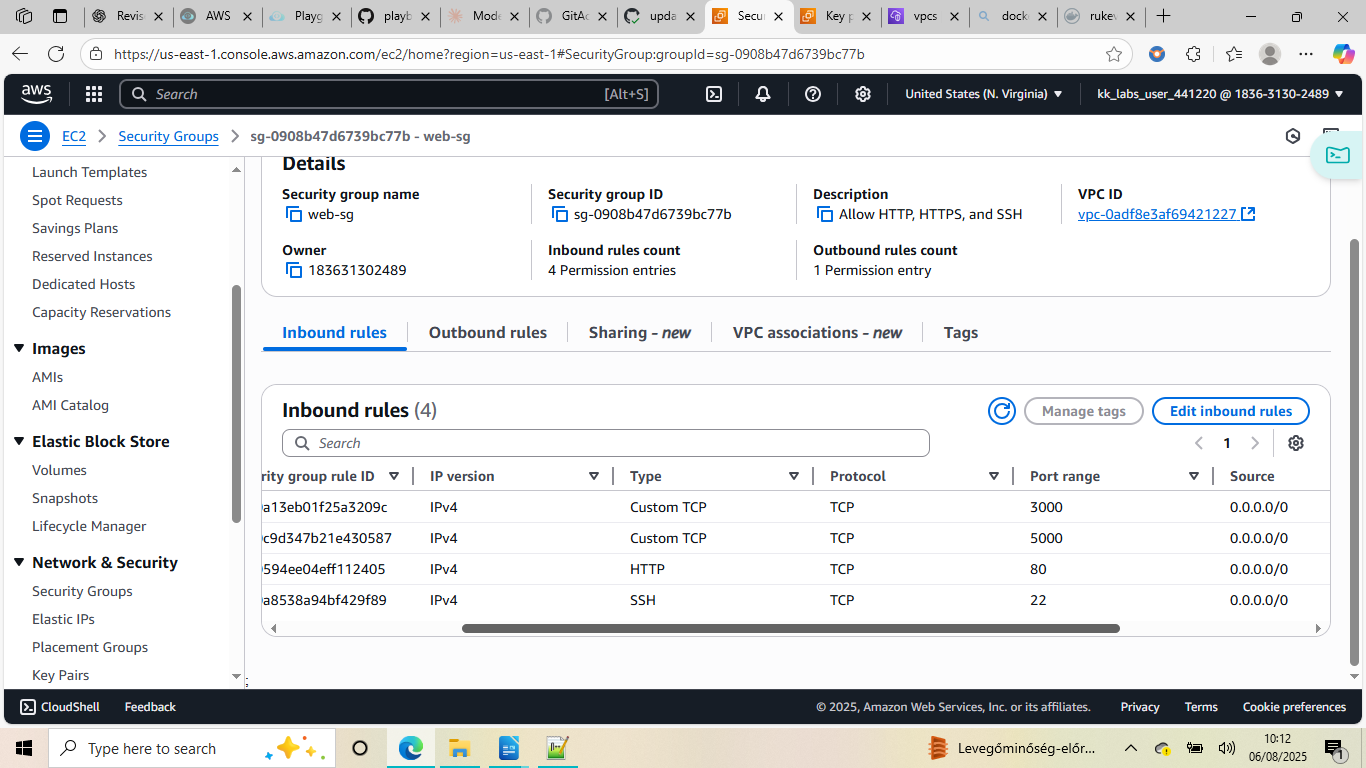 Revis
AWS
Playg
playb
Mode
GitAc
upda
Secur
Key p
vpcs
dock
rukev
https://us-east-1.console.aws.amazon.com/ec2/home?region=us-east-1#SecurityGroup:groupId=sg-0908b47d6739bc77b
aws
Search
[Alt+S]
United States (N. Virginia)
kk_labs_user_441220 @ 1836-3130-2489
EC2 > Security Groups > sg-0908b47d6739bc77b - web-sg
Launch Templates
Spot Requests
Savings Plans
Reserved Instances
Dedicated Hosts
Capacity Reservations
Images
AMIs
AMI Catalog
Elastic Block Store
Volumes
Snapshots
Lifecycle Manager
Network & Security
Security Groups
Elastic IPs
Placement Groups
Key Pairs
Details
Security group name
web-sg
Security group ID
sg-0908b47d6739bc77b
Description
Allow HTTP, HTTPS, and SSH
VPC ID
vpc-0adf8e3af69421227
Owner
183631302489
Inbound rules count
4 Permission entries
Outbound rules count
1 Permission entry
Inbound rules
Outbound rules
Sharing - new
VPC associations - new
Tags
Inbound rules (4)
Manage tags
Edit inbound rules
Search
1
rity group rule ID IP version Type Protocol Port range Source
a13eb01f25a3209c IPv4 Custom TCP TCP 3000 0.0.0.0/0
c9d347b21e430587 IPv4 Custom TCP TCP 5000 0.0.0.0/0
594ee04eff112405 IPv4 HTTP TCP 80 0.0.0.0/0
a8538a94bf429f89 IPv4 SSH TCP 22 0.0.0.0/0
CloudShell
Feedback
© 2025, Amazon Web Services, Inc. or its affiliates.
Privacy
Terms
Cookie preferences
Type here to search
Levegőminőség-előr...
10:12
06/08/2025
1